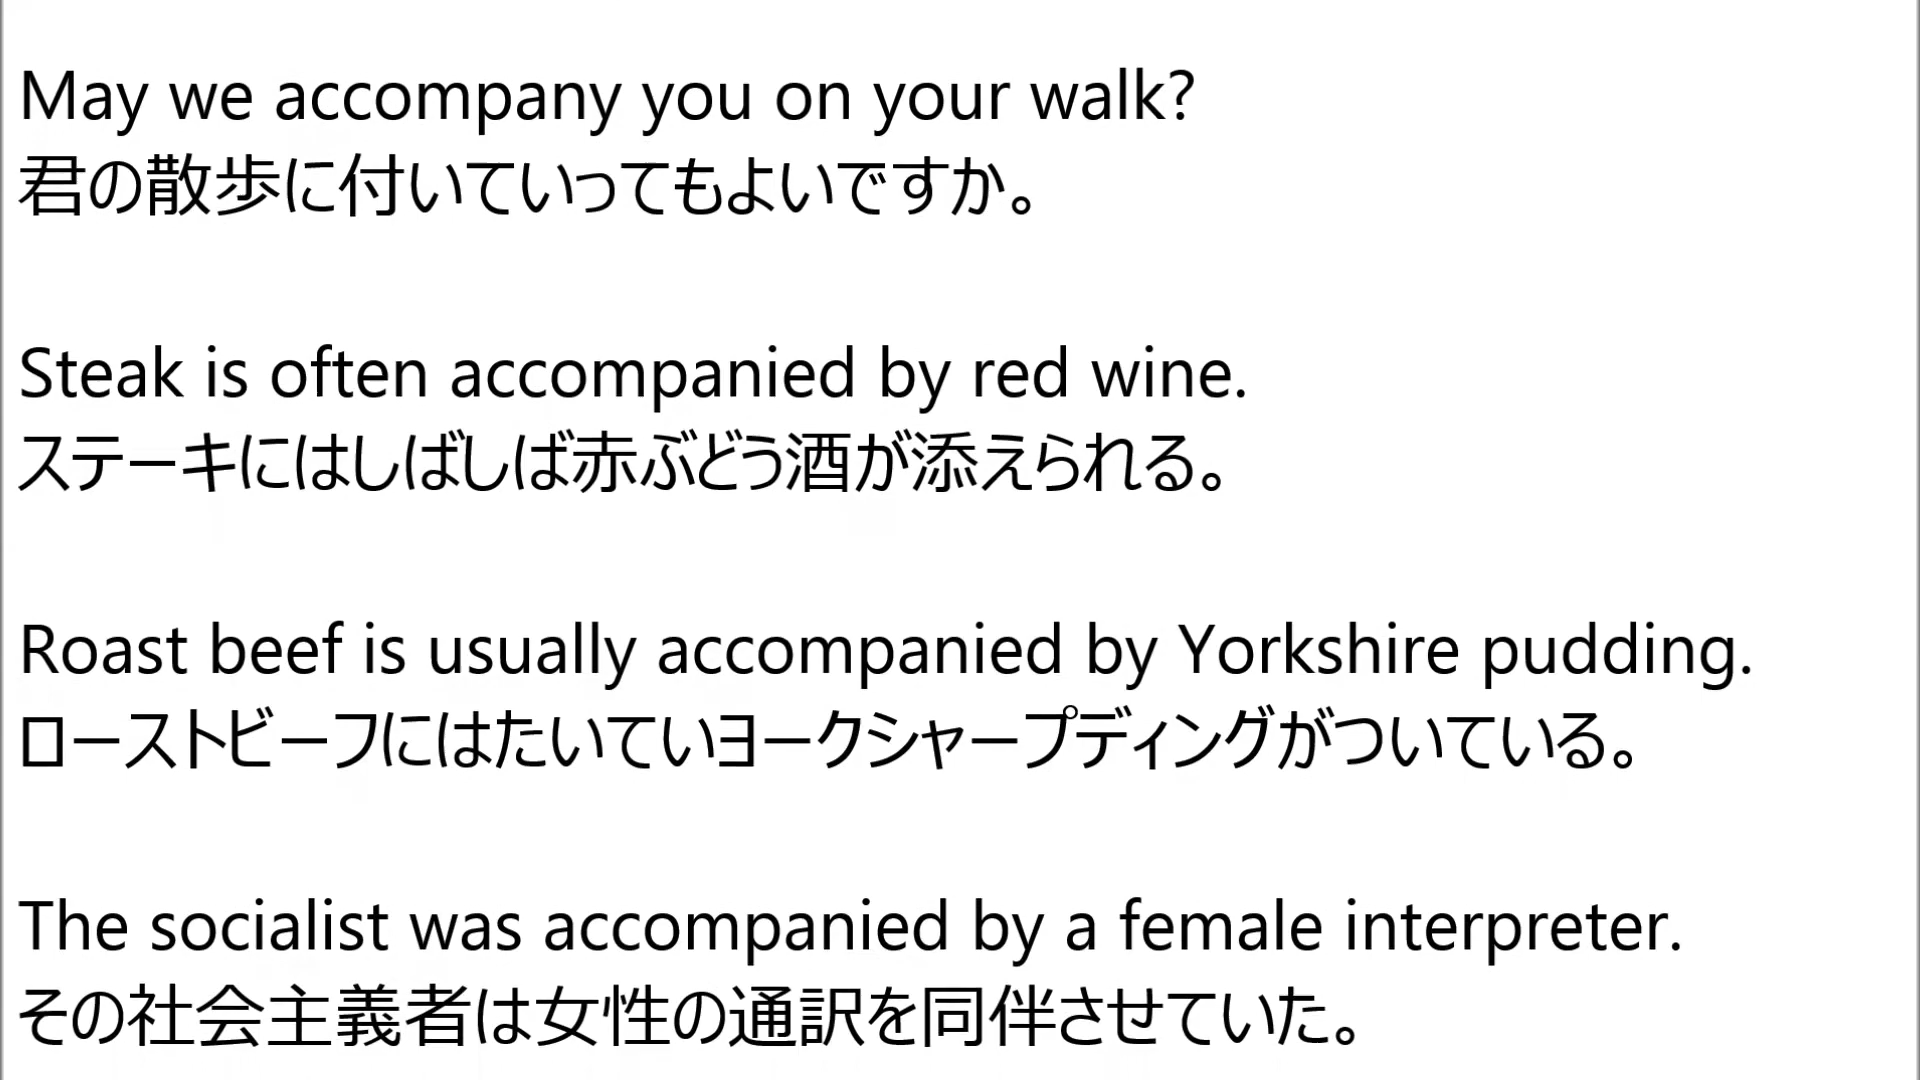 May we accompany you on your walk?
君の散歩に付いていってもよいですか。
Steak is often accompanied by red wine.
ステーキにはしばしば赤ぶどう酒が添えられる。
Roast beef is usually accompanied by Yorkshire pudding.
ローストビーフにはたいていヨークシャープディングがついている。
The socialist was accompanied by a female interpreter.
その社会主義者は女性の通訳を同伴させていた。